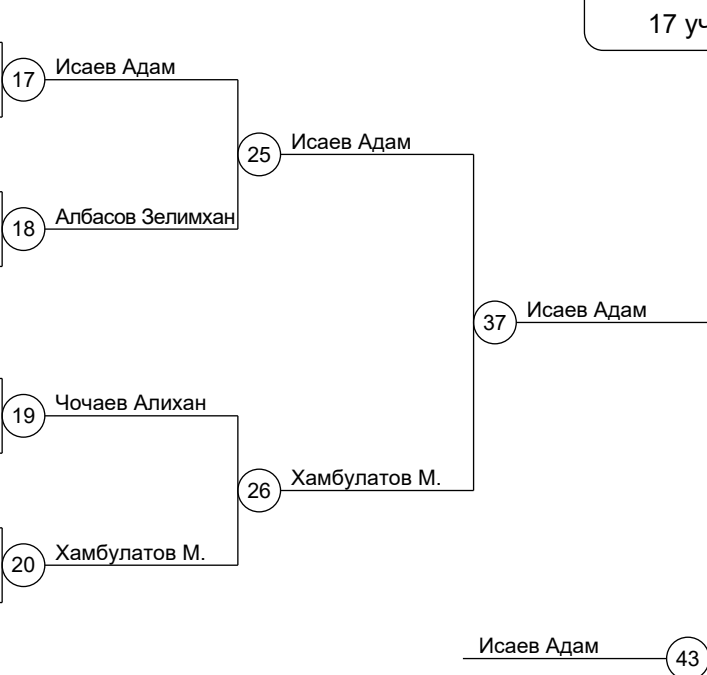 17 уч
17 Исаев Адам
25 Исаев Адам
18 Албасов Зелимхан
37 Исаев Адам
19 Чочаев Алихан
26 Хамбулатов М.
20 Хамбулатов М.
Исаев Адам 43